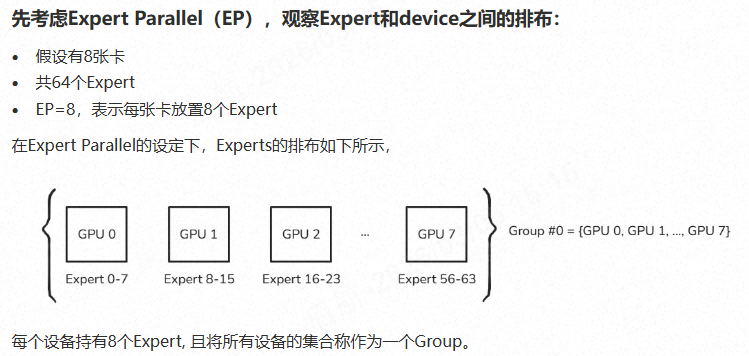 先考虑Expert Parallel（EP），观察Expert和device之间的排布：
• 假设有8张卡
• 共64个Expert
• EP=8，表示每张卡放置8个Expert
在Expert Parallel的设定下，Experts的排布如下所示，
GPU 0 GPU 1 GPU 2 ... GPU 7 Group #0 = {GPU 0, GPU 1, ..., GPU 7}
Expert 0-7 Expert 8-15 Expert 16-23 Expert 56-63
每个设备持有8个Expert, 且将所有设备的集合称作为一个Group。